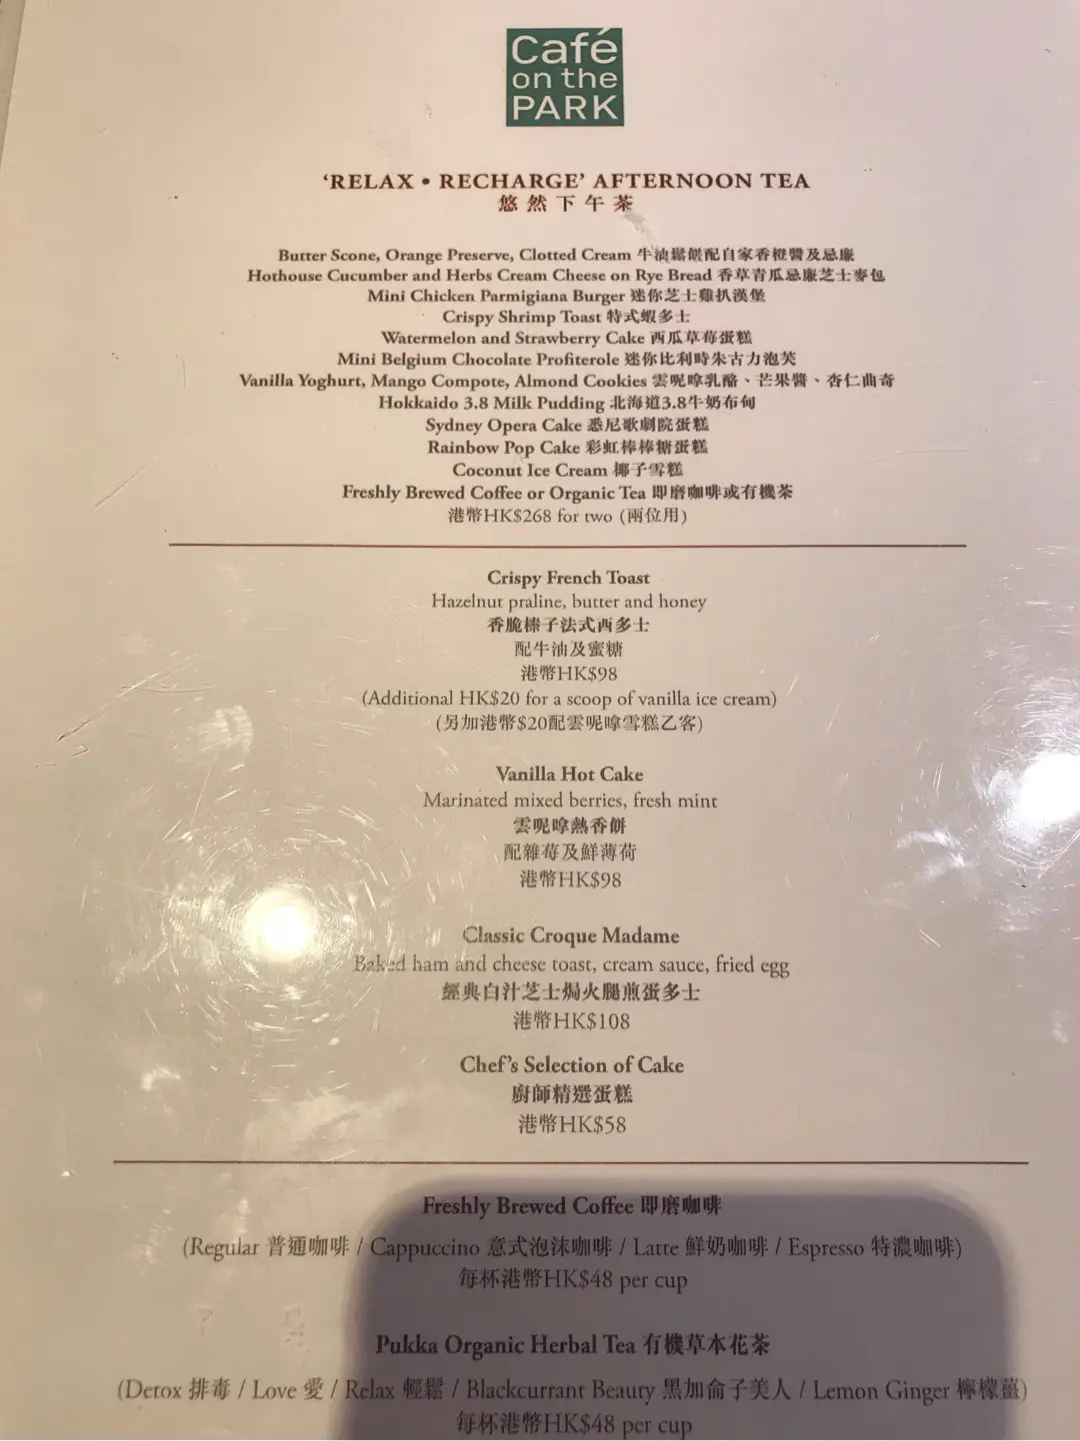 Café
on the
PARK
‘RELAX • RECHARGE’ AFTERNOON TEA
悠然下午茶
Butter Scone, Orange Preserve, Clotted Cream 牛油鬆餅配自家香橙醬及忌廉
Hothouse Cucumber and Herbs Cream Cheese on Rye Bread 香草青瓜忌廉芝士麥包
Mini Chicken Parmigiana Burger 迷你芝士雞扒漢堡
Crispy Shrimp Toast 特式蝦多士
Watermelon and Strawberry Cake 西瓜草莓蛋糕
Mini Belgium Chocolate Profiterole 迷你比利時朱古力泡芙
Vanilla Yoghurt, Mango Compote, Almond Cookies 雲呢嗱乳酪、芒果醬、杏仁曲奇
Hokkaido 3.8 Milk Pudding 北海道3.8牛奶布甸
Sydney Opera Cake 悉尼歌劇院蛋糕
Rainbow Pop Cake 彩虹棒棒糖蛋糕
Coconut Ice Cream 椰子雪糕
Freshly Brewed Coffee or Organic Tea 即磨咖啡或有機茶
港幣HK$268 for two (兩位用)
Crispy French Toast
Hazelnut praline, butter and honey
香脆榛子法式西多士
配牛油及蜜糖
港幣HK$98
(Additional HK$20 for a scoop of vanilla ice cream)
(另加港幣$20配雲呢嗱雪糕乙客)
Vanilla Hot Cake
Marinated mixed berries, fresh mint
雲呢嗱熱香餅
配雜莓及鮮薄荷
港幣HK$98
Classic Croque Madame
Baked ham and cheese toast, cream sauce, fried egg
經典白汁芝士焗火腿煎蛋多士
港幣HK$108
Chef’s Selection of Cake
廚師精選蛋糕
港幣HK$58
Freshly Brewed Coffee 即磨咖啡
(Regular 普通咖啡 / Cappuccino 意式泡沫咖啡 / Latte 鮮奶咖啡 / Espresso 特濃咖啡)
每杯港幣HK$48 per cup
Pukka Organic Herbal Tea 有機草本花茶
(Detox 排毒 / Love 愛 / Relax 輕鬆 / Blackcurrant Beauty 黑加侖子美人 / Lemon Ginger 檸檬薑)
每杯港幣HK$48 per cup